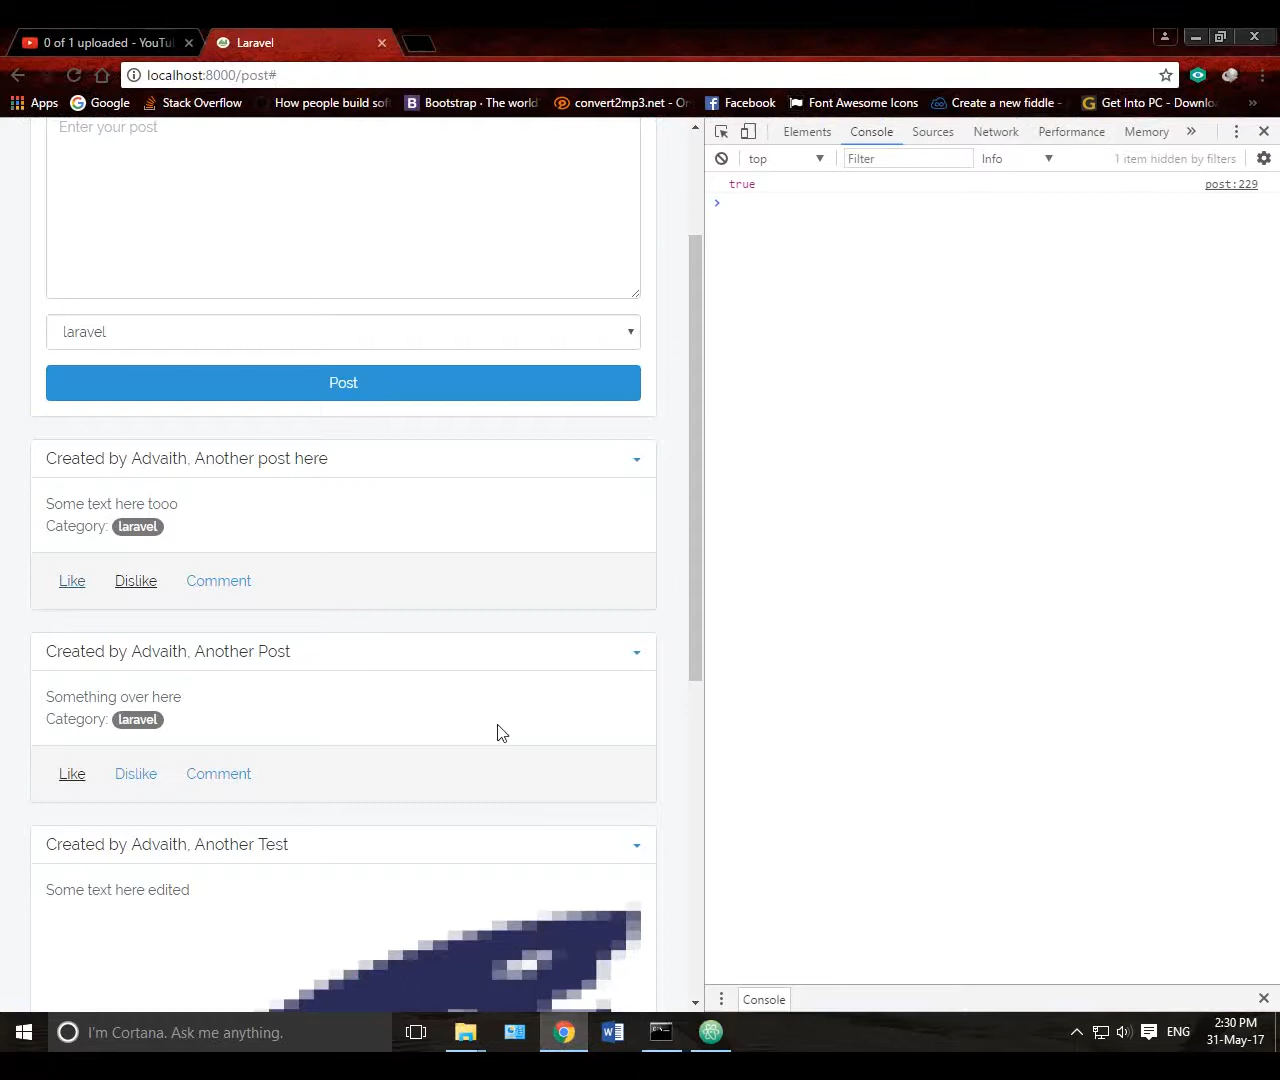 0 of 1 uploaded - YouTu
Laravel
localhost:8000/post#
Apps
Google
Stack Overflow
How people build sof
Bootstrap · The world'
convert2mp3.net - On
Facebook
Font Awesome Icons
Create a new fiddle -
Get Into PC - Downlo
Enter your post
laravel
Post
Created by Advaith, Another post here
Some text here tooo
Category: laravel
Like Dislike Comment
Created by Advaith, Another Post
Something over here
Category: laravel
Like Dislike Comment
Created by Advaith, Another Test
Some text here edited
Elements Console Sources Network Performance Memory
top
Filter
Info
1 item hidden by filters
true
post:229
Console
I'm Cortana. Ask me anything.
ENG
2:30 PM
31-May-17